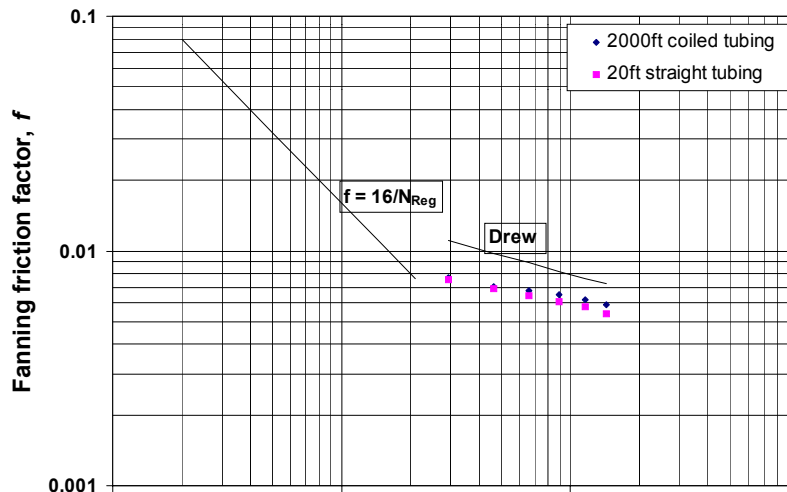 0.1
2000ft coiled tubing
20ft straight tubing
Fanning friction factor, f
f = 16/NReg
Drew
0.01
0.001